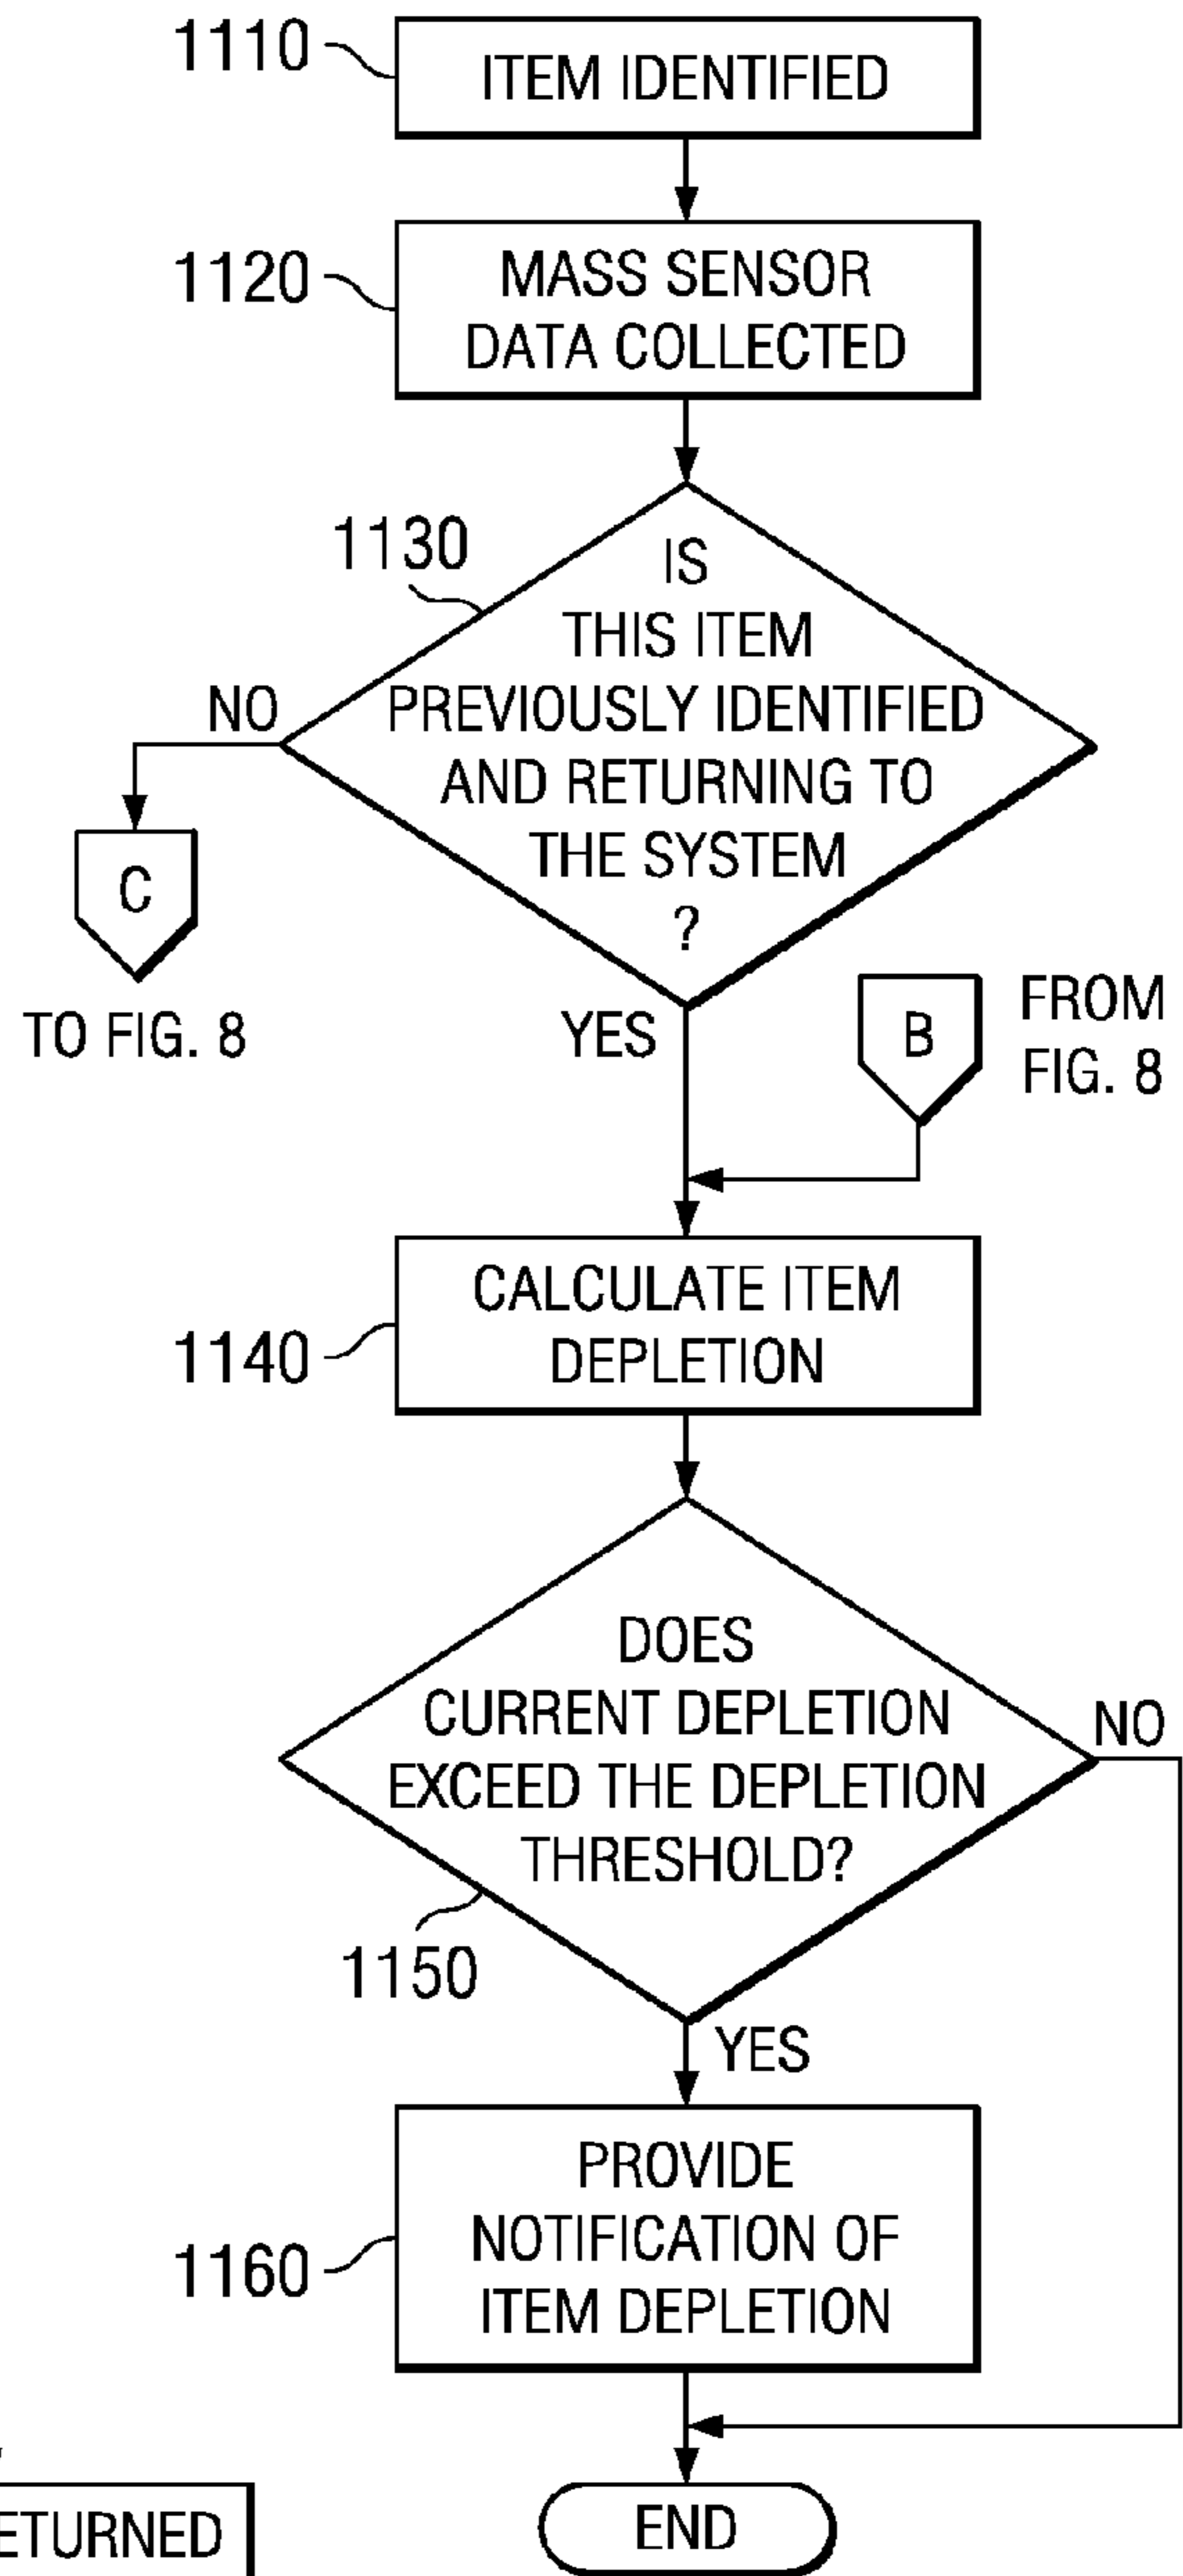 1110
ITEM IDENTIFIED
1120
MASS SENSOR
DATA COLLECTED
1130
IS
THIS ITEM
PREVIOUSLY IDENTIFIED
AND RETURNING TO
THE SYSTEM
?
NO
C
TO FIG. 8
YES
B
FROM
FIG. 8
1140
CALCULATE ITEM
DEPLETION
DOES
CURRENT DEPLETION
EXCEED THE DEPLETION
THRESHOLD?
NO
1150
YES
1160
PROVIDE
NOTIFICATION OF
ITEM DEPLETION
END
ETURNED